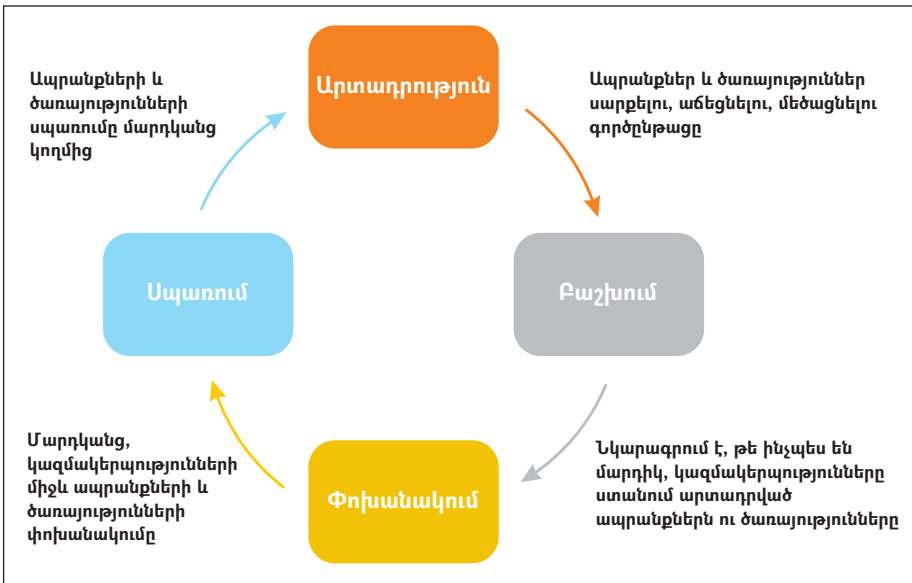 Արտադրություն
Ապրանքներ և ծառայություններ
սարքելու, աճեցնելու, մեծացնելու
գործընթացը
Բաշխում
Նկարագրում է, թե ինչպես են
մարդիկ, կազմակերպությունները
ստանում արտադրված
ապրանքներն ու ծառայությունները
Փոխանակում
Մարդկանց,
կազմակերպությունների
միջև ապրանքների և
ծառայությունների
փոխանակումը
Սպառում
Ապրանքների և
ծառայությունների
սպառումը մարդկանց
կողմից